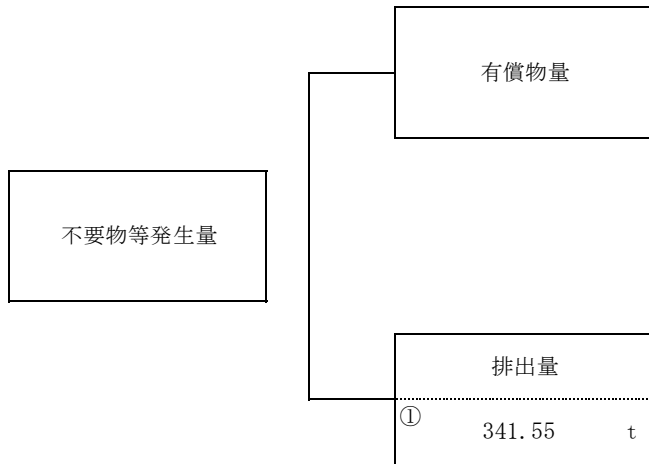 有償物量
不要物等発生量
排出量
①
341.55 t